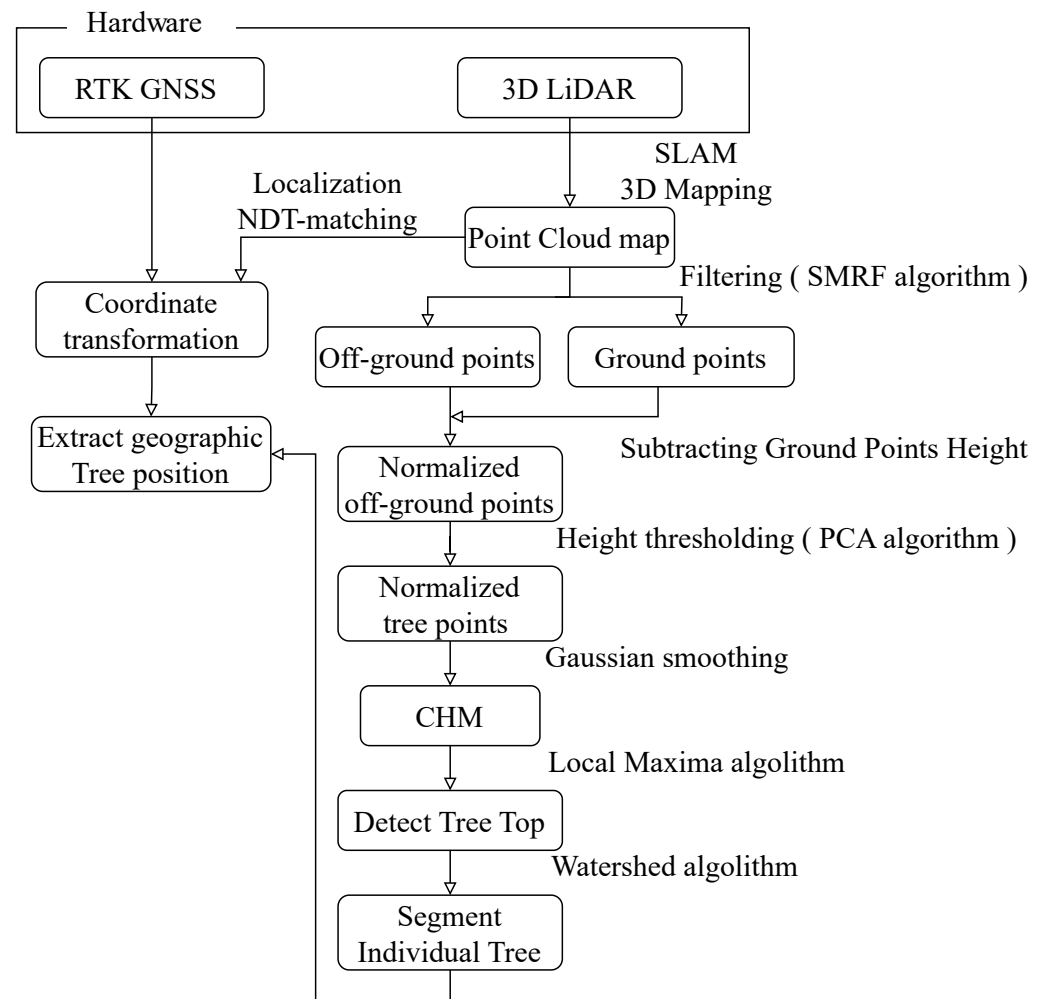 Hardware
RTK GNSS
3D LiDAR
SLAM
3D Mapping
Localization
NDT-matching
Point Cloud map
Filtering ( SMRF algorithm )
Coordinate
transformation
Off-ground points
Ground points
Extract geographic
Tree position
Subtracting Ground Points Height
Normalized
off-ground points
Height thresholding ( PCA algorithm )
Normalized
tree points
Gaussian smoothing
CHM
Local Maxima algolithm
Detect Tree Top
Watershed algolithm
Segment
Individual Tree